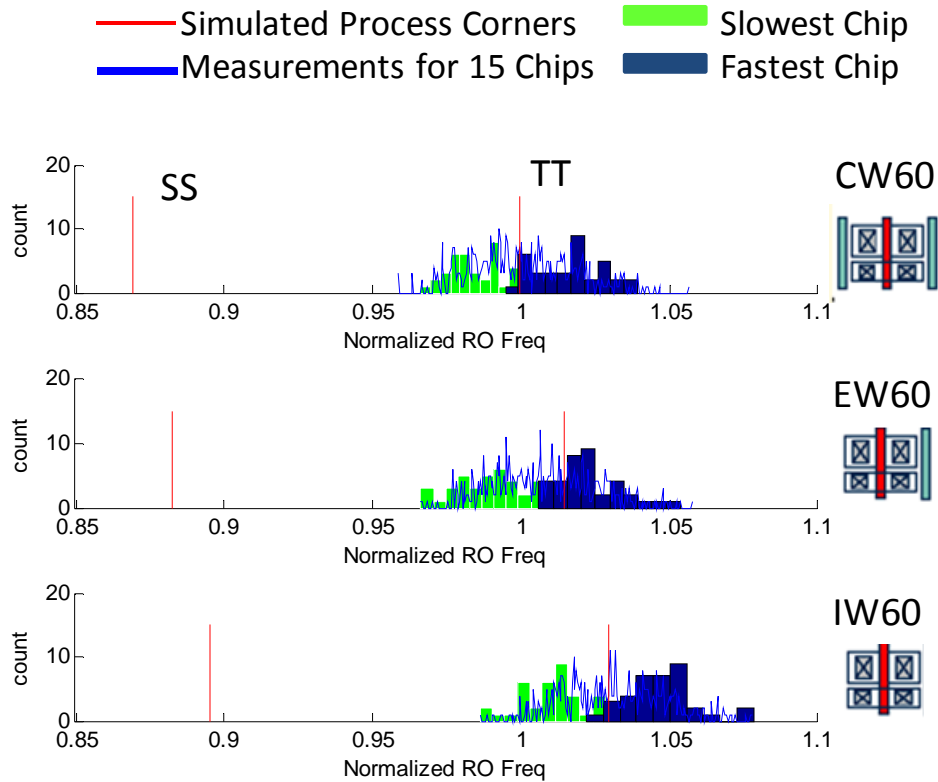 Simulated Process Corners
Slowest Chip
Measurements for 15 Chips
Fastest Chip
20
10
0
count
SS
TT
CW60
0.85
0.9
0.95
1
1.05
1.1
Normalized RO Freq
20
10
0
count
EW60
0.85
0.9
0.95
1
1.05
1.1
Normalized RO Freq
20
10
0
count
IW60
0.85
0.9
0.95
1
1.05
1.1
Normalized RO Freq